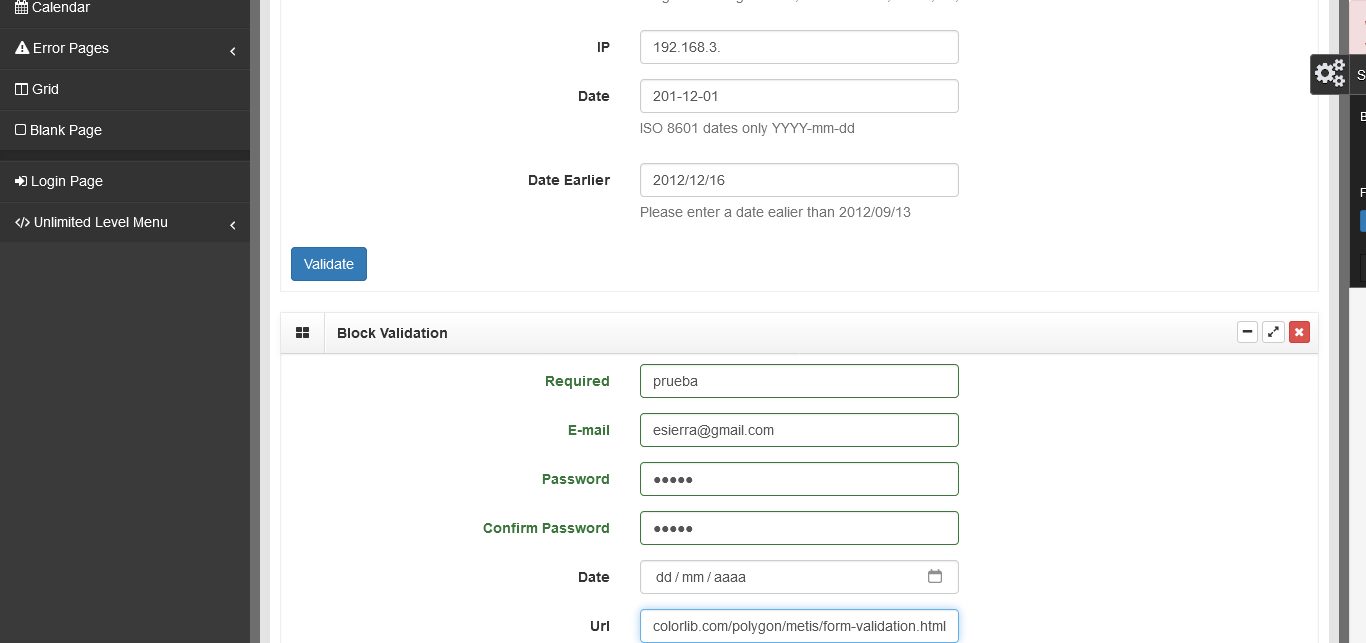 Calendar
Error Pages
Grid
Blank Page
Login Page
Unlimited Level Menu
IP 192.168.3.
Date 201-12-01
ISO 8601 dates only YYYY-mm-dd
Date Earlier 2012/12/16
Please enter a date ealier than 2012/09/13
Validate
Block Validation
Required prueba
E-mail esierra@gmail.com
Password •••••
Confirm Password •••••
Date dd/mm/aaaa
Url colorlib.com/polygon/metis/form-validation.html